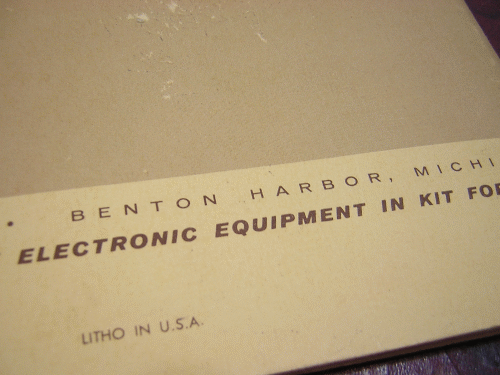 • BENTON HARBOR, MICHI
ELECTRONIC EQUIPMENT IN KIT FOR
LITHO IN U.S.A.